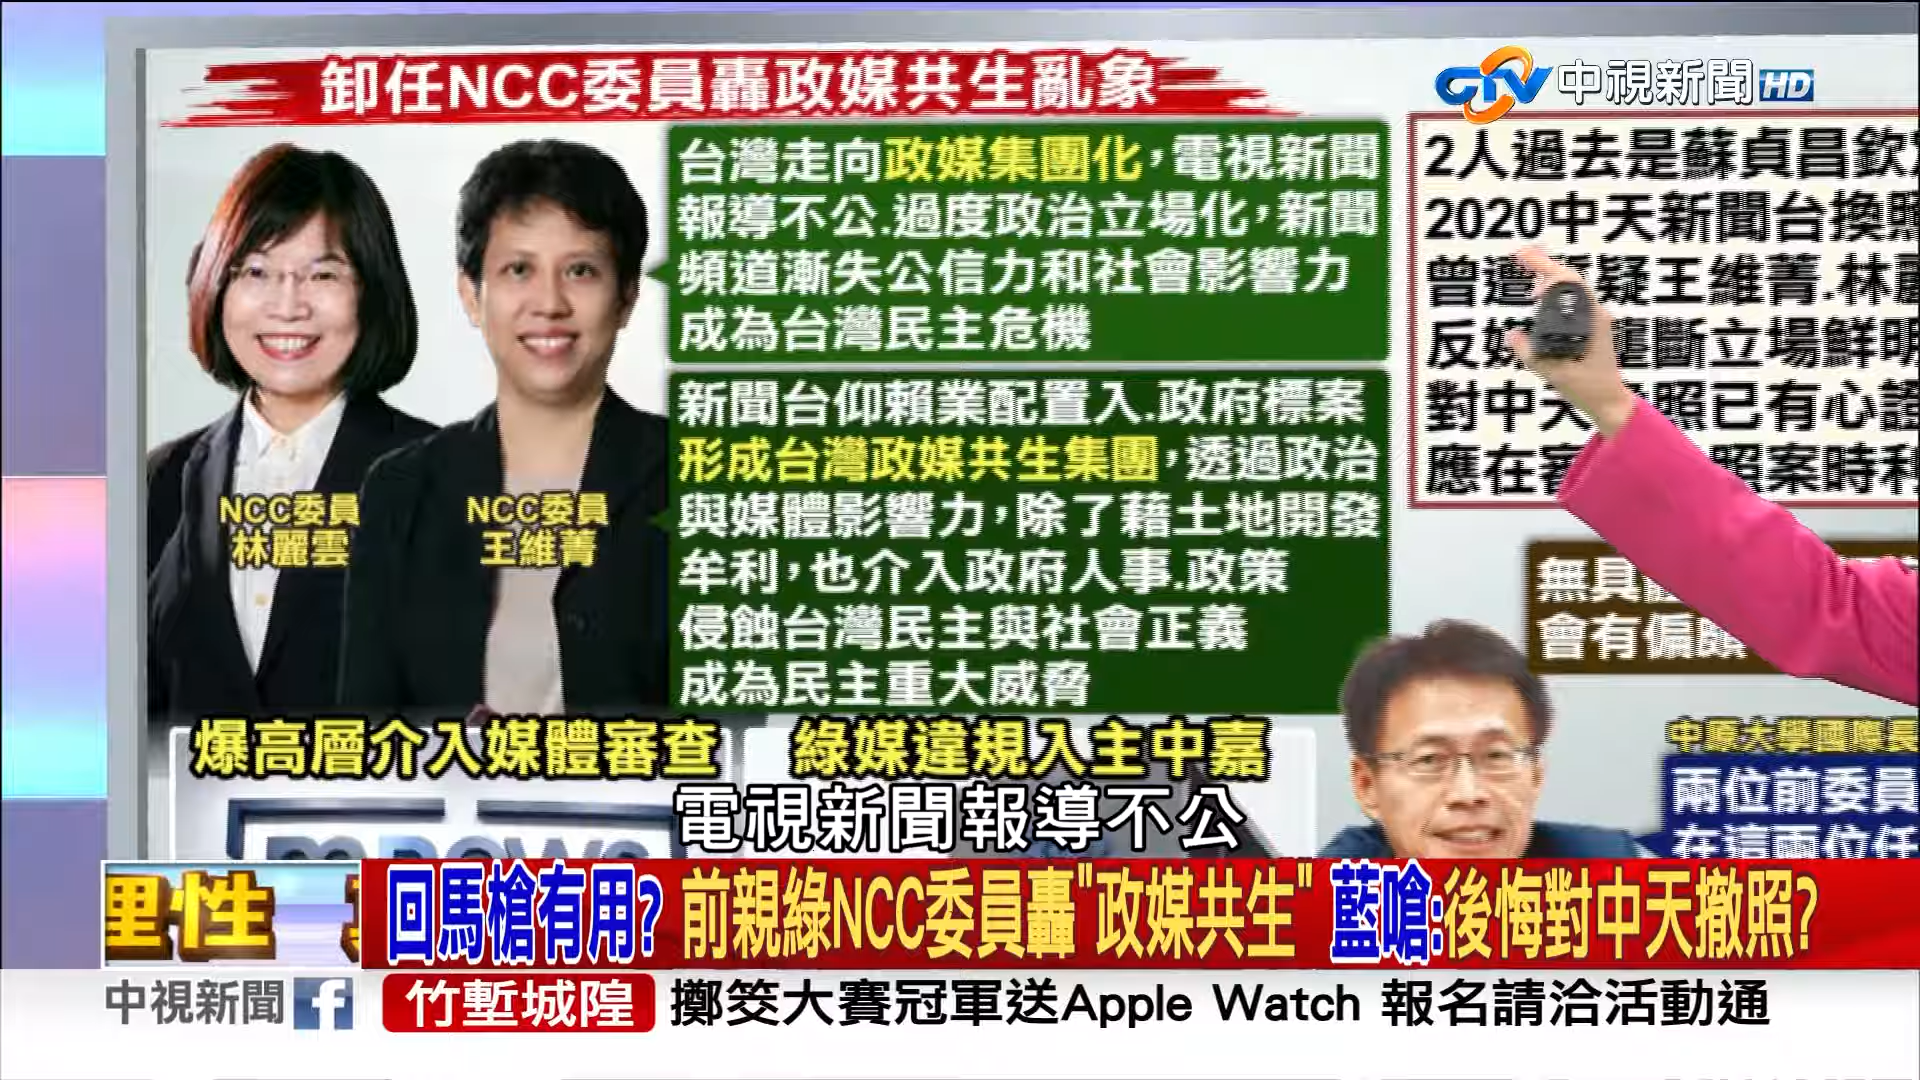 卸任NCC委員轟政媒共生亂象
CTV中視新聞HD
台灣走向政媒集團化，電視新聞
報導不公.過度政治立場化，新聞
頻道漸失公信力和社會影響力
成為台灣民主危機
新聞台仰賴業配置入.政府標案
形成台灣政媒共生集團，透過政治
與媒體影響力，除了藉土地開發
牟利，也介入政府人事.政策
侵蝕台灣民主與社會正義
成為民主重大威脅
NCC委員
林麗雲
NCC委員
王維菁
2人過去是蘇貞昌欽
2020中天新聞台換照
曾遭 疑王維菁.林麗
反媒 壟斷立場鮮明
對中天 照已有心證
應在審 照案時利
無具體
會有偏頗
中原大學國際長
兩位前委員
在這兩位任
爆高層介入媒體審查
綠媒違規入主中嘉
電視新聞報導不公
理性
回馬槍有用? 前親綠NCC委員轟"政媒共生" 藍嗆:後悔對中天撤照?
中視新聞 f
竹塹城隍 擲筊大賽冠軍送Apple Watch 報名請洽活動通